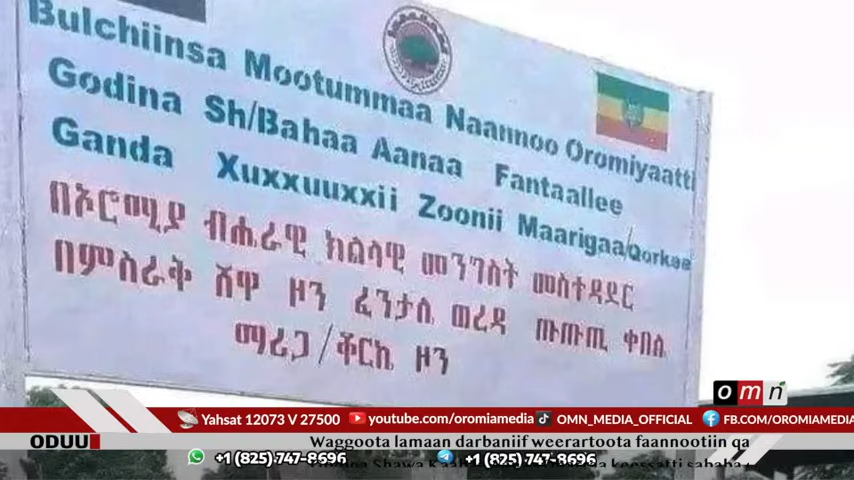 Bulchiinsa Mootummaa Naannoo Oromiyaatti
Godina Sh/Bahaa Aanaa Fantaallee
Ganda Xuxxuuxxii Zoonii Maarigaa/Qorkee
በኦሮሚያ ብሔራዊ ክልላዊ መንግስት መስተዳደር
በምስራቅ ሸዋ ዞን ፈንታሌ ወረዳ ጡጡጢ ቀበሌ
ማሪጋ/ቆርኬ ዞን
omn
Yahsat 12073 V 27500 youtube.com/oromiamedia OMN_MEDIA_OFFICIAL FB.COM/OROMIAMEDIA
ODUU
Waggoota lamaan darbaniif weerartoota faannootiin qa
+1 (825) 747-8696 +1 (825) 747-8696